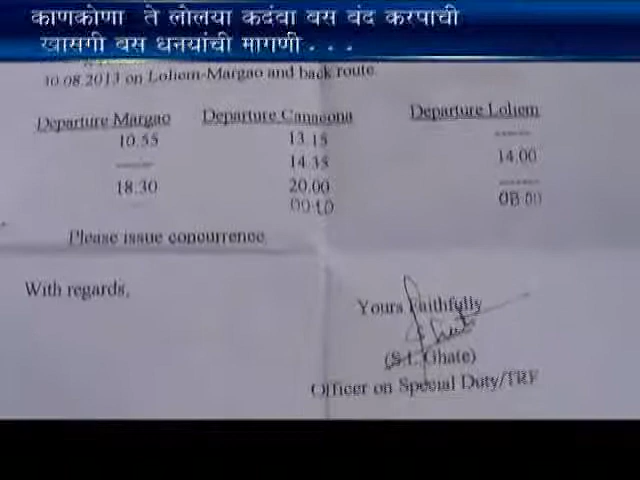 काणकोणा ते लोलया कदंबा बस बंद करपाची
खासगी बस धनयांची मागणी . . .
10.08.2013 on Loliem-Margao and back route.
Departure Margao Departure Canacona Departure Loliem
10.55 13.15 ------
------ 14.35 14.00
18.30 20.00 ------
Please issue concurrence.
With regards,
Yours Faithfully
(S.L. Ghate)
Officer on Special Duty/TRF